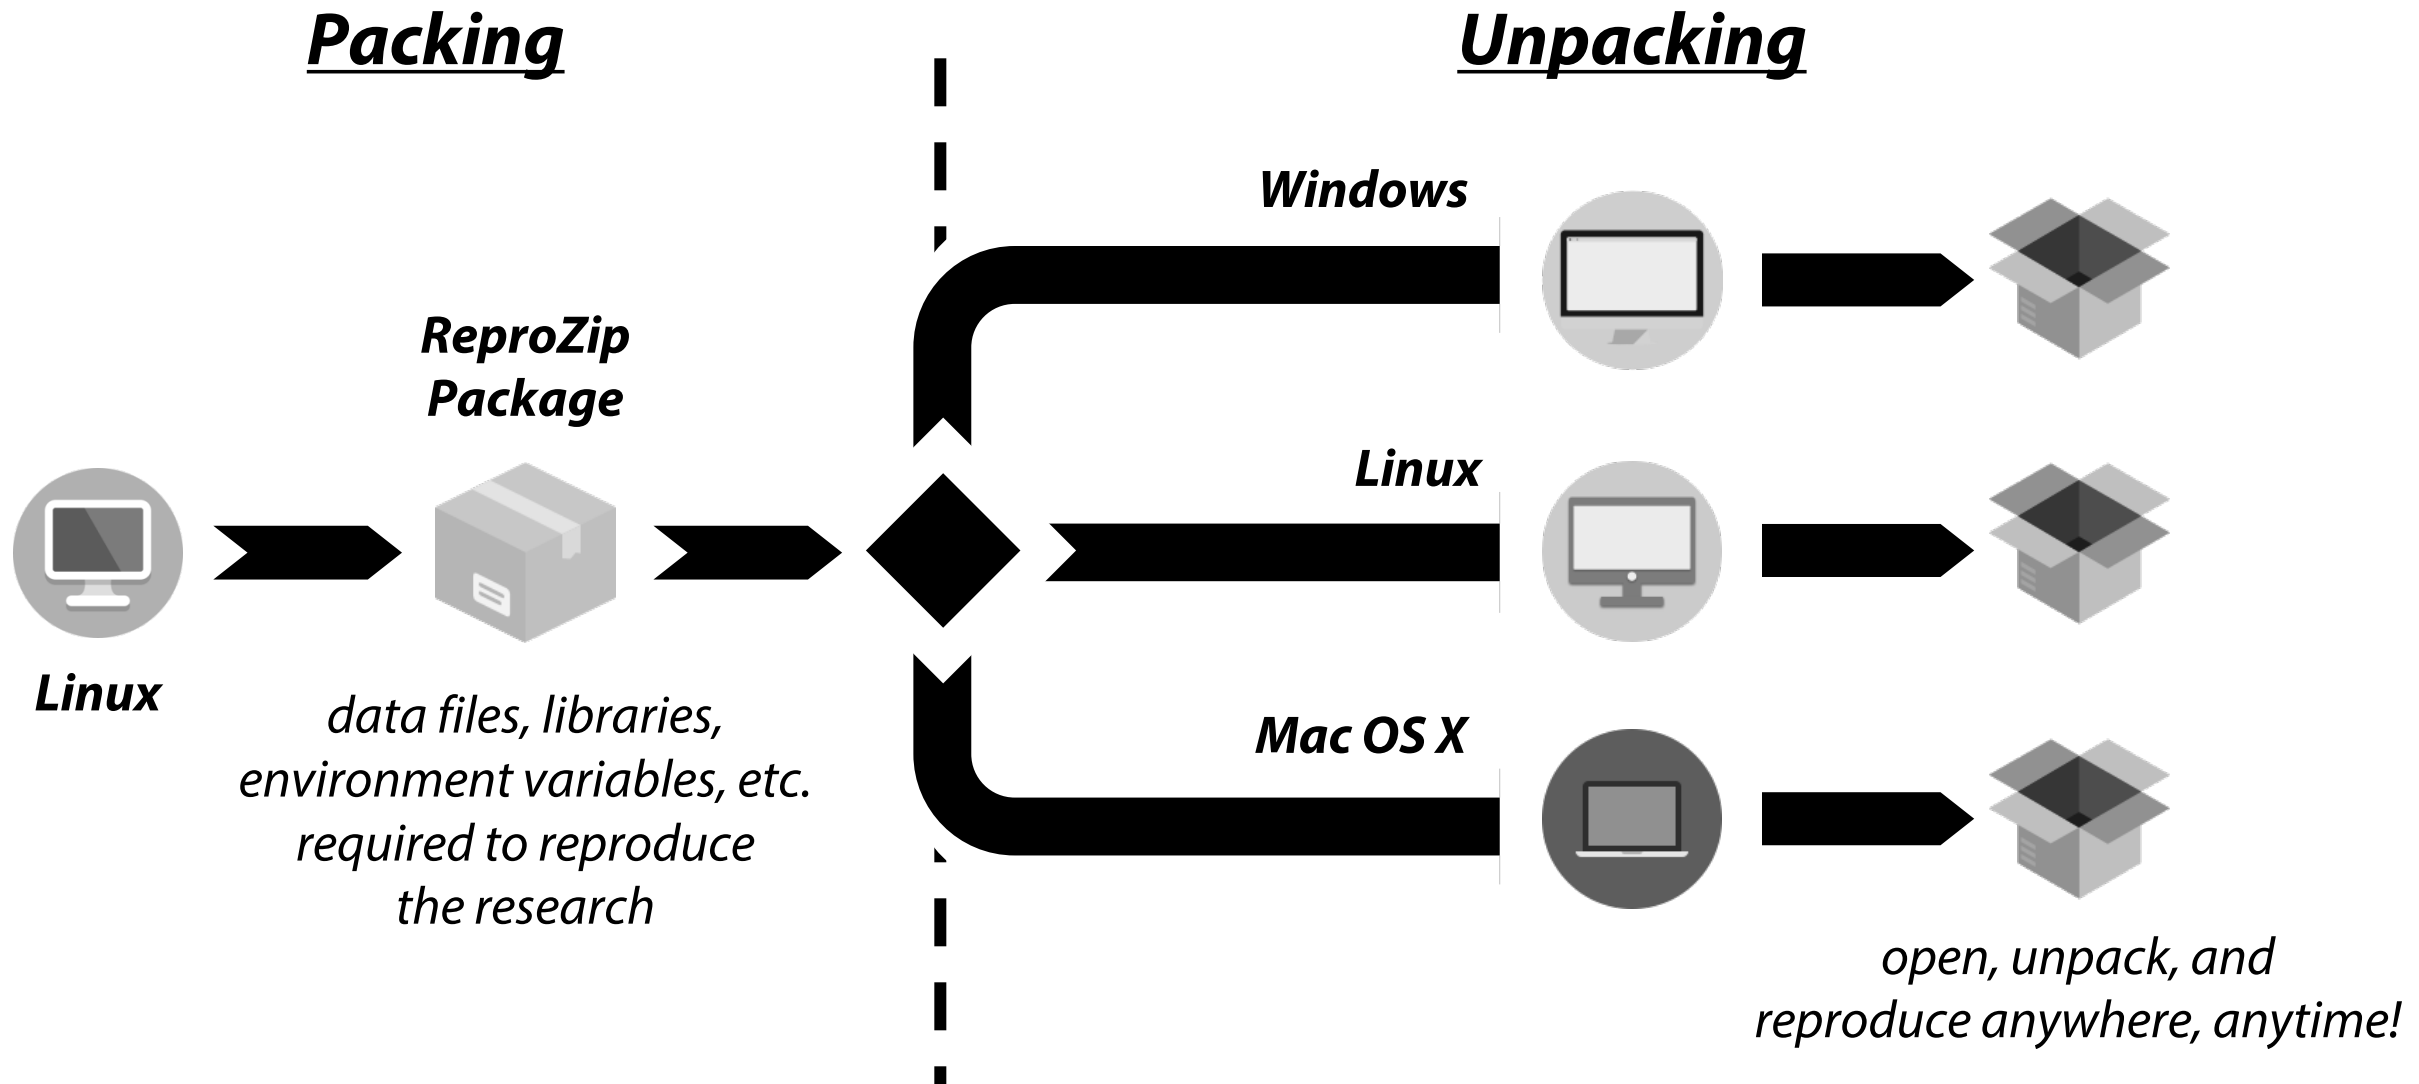 Packing
Unpacking
Windows
ReproZip
Package
Linux
Linux
data files, libraries,
environment variables, etc.
required to reproduce
the research
Mac OS X
open, unpack, and
reproduce anywhere, anytime!